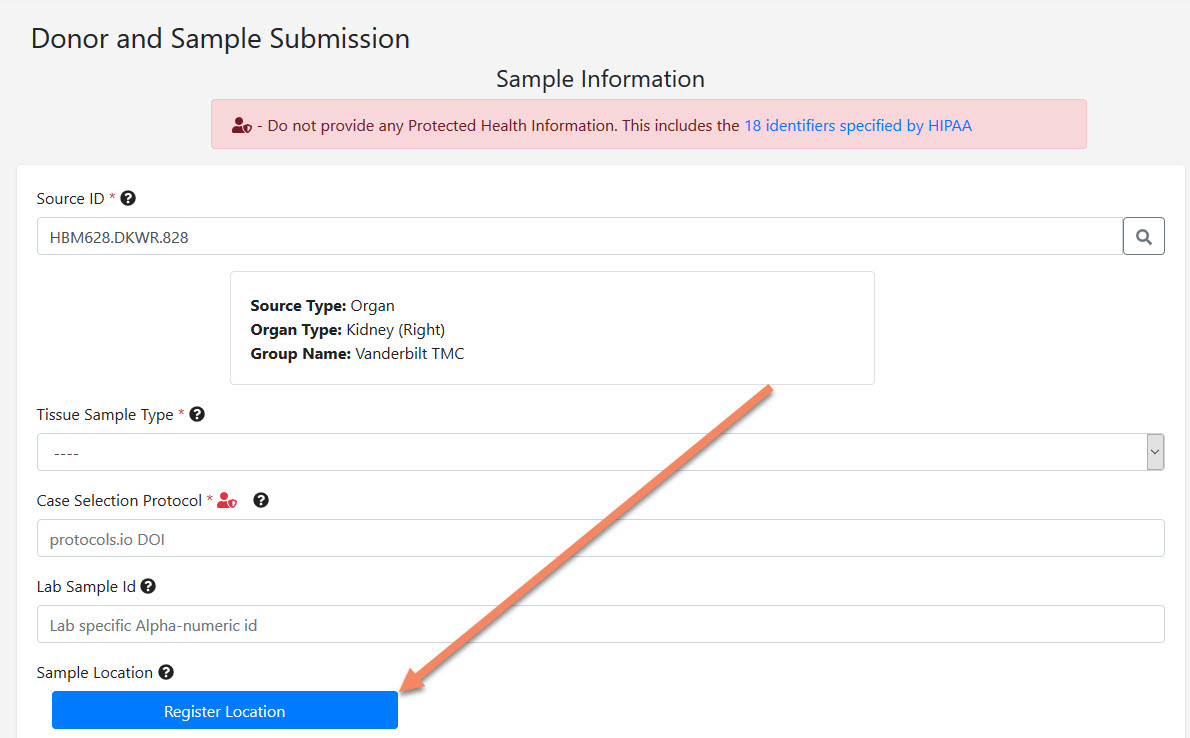 Donor and Sample Submission
Sample Information
- Do not provide any Protected Health Information. This includes the 18 identifiers specified by HIPAA
Source ID *
HBM628.DKWR.828
Source Type: Organ
Organ Type: Kidney (Right)
Group Name: Vanderbilt TMC
Tissue Sample Type *
----
Case Selection Protocol *
protocols.io DOI
Lab Sample Id
Lab specific Alpha-numeric id
Sample Location
Register Location